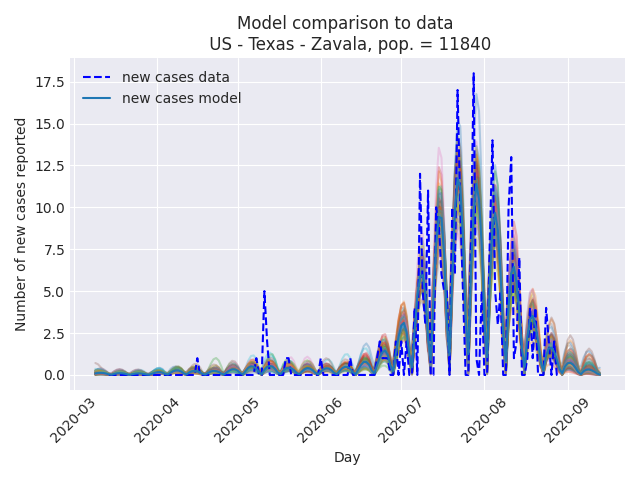 Model comparison to data
US - Texas - Zavala, pop. = 11840
new cases data
new cases model
Number of new cases reported
17.5
15.0
12.5
10.0
7.5
5.0
2.5
0.0
2020-03
2020-04
2020-05
2020-06
2020-07
2020-08
2020-09
Day